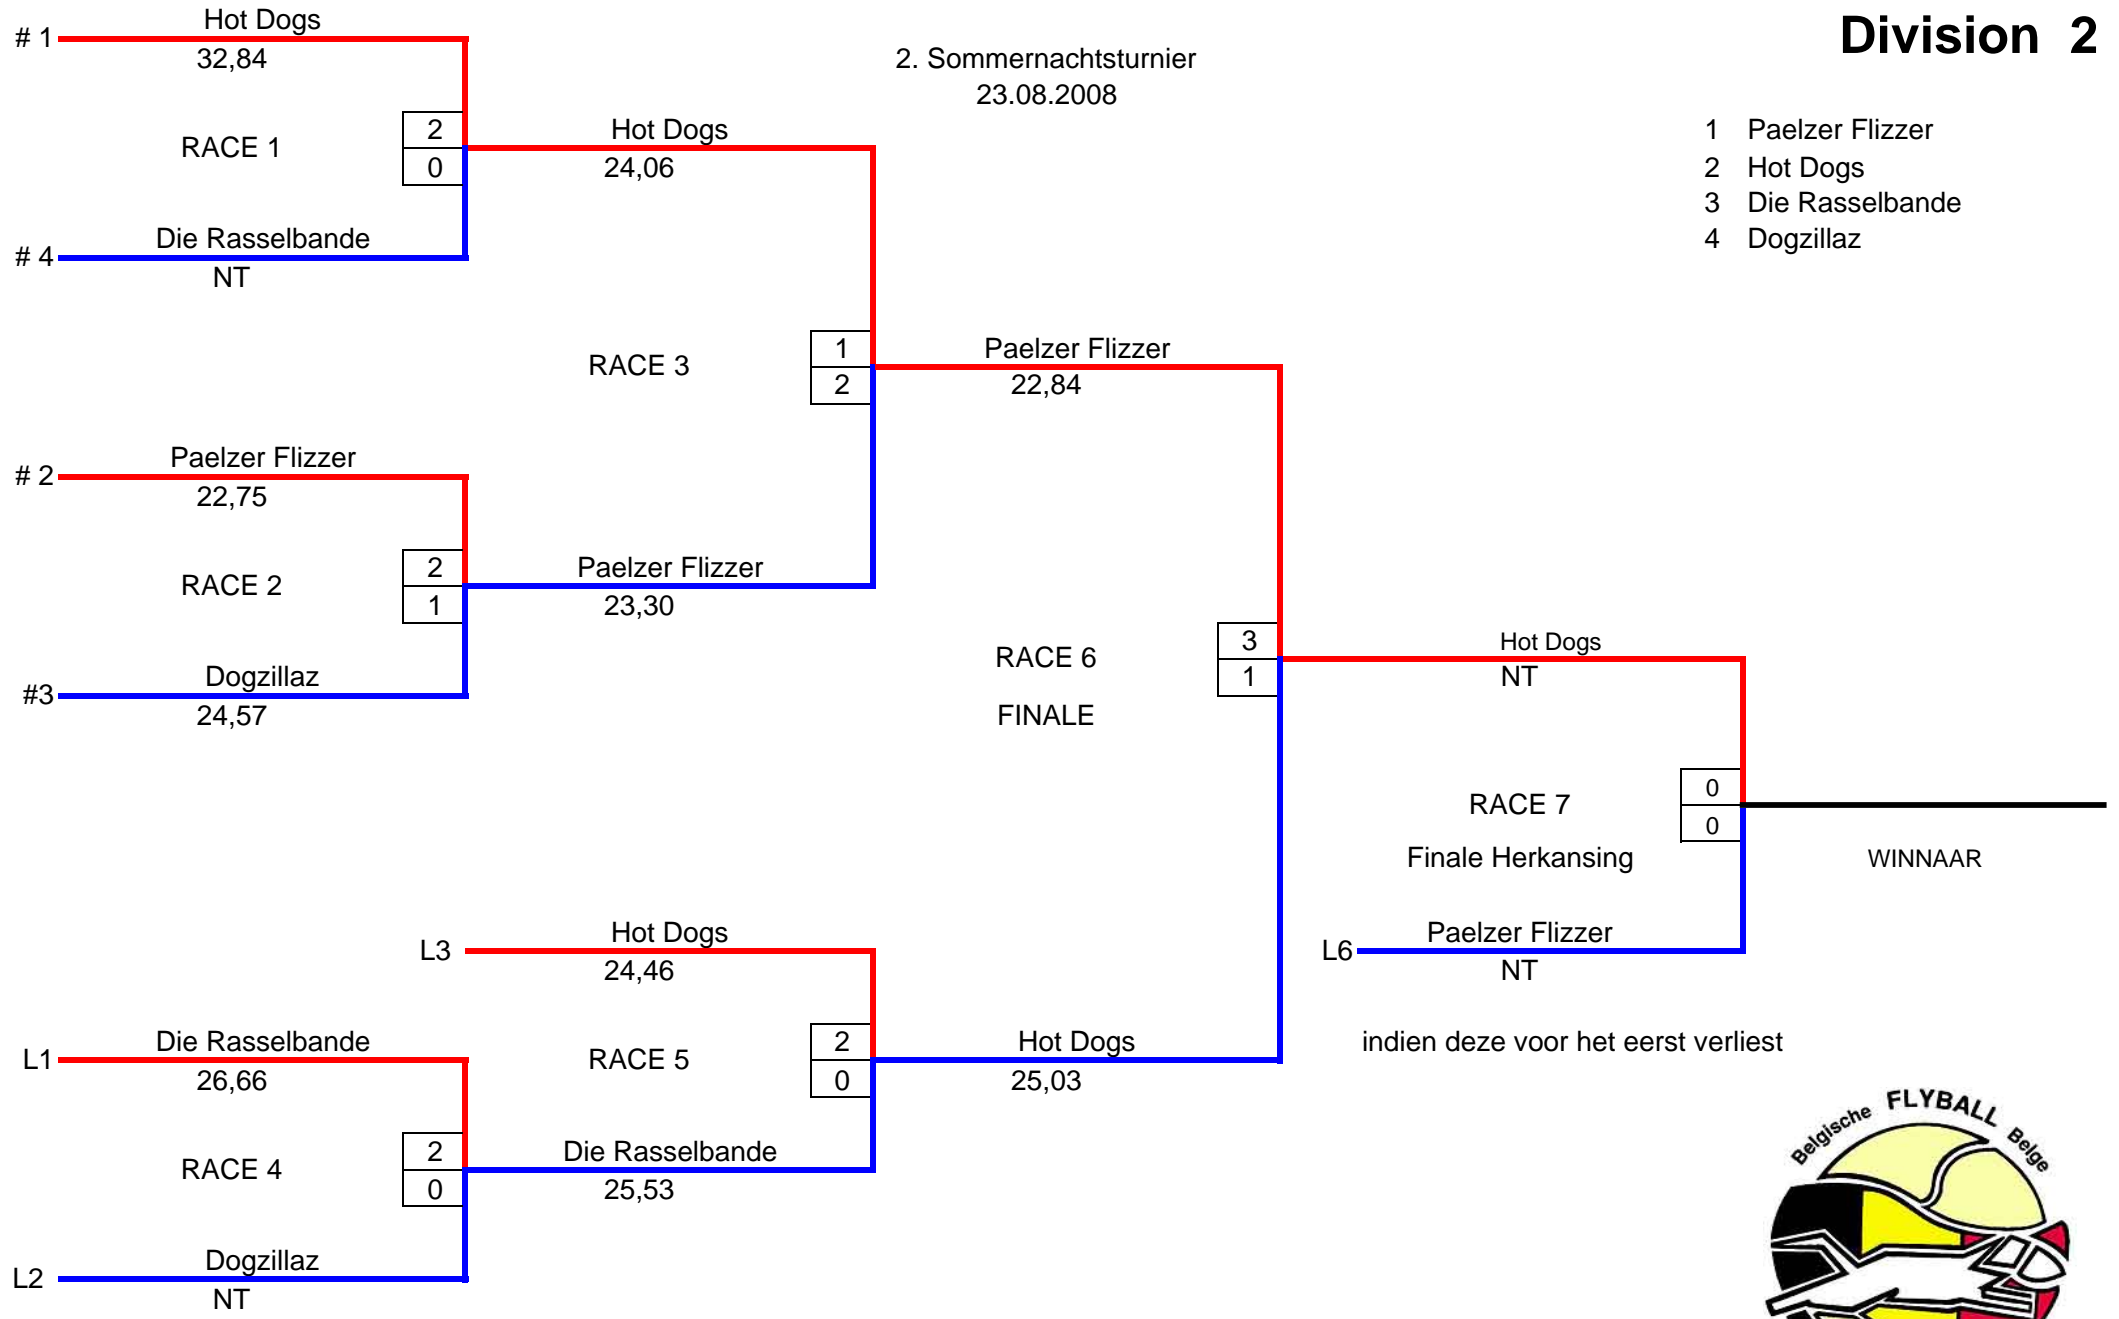 Division 2
2. Sommernachtsturnier
23.08.2008
1 Paelzer Flizzer
2 Hot Dogs
3 Die Rasselbande
4 Dogzillaz
# 1
Hot Dogs
32,84
RACE 1
2
0
Die Rasselbande
# 4
NT
Hot Dogs
24,06
RACE 3
1
2
Paelzer Flizzer
22,84
# 2
Paelzer Flizzer
22,75
RACE 2
2
1
Paelzer Flizzer
23,30
#3
Dogzillaz
24,57
RACE 6
3
1
FINALE
Hot Dogs
NT
RACE 7
0
0
Finale Herkansing
WINNAAR
L6
Paelzer Flizzer
NT
indien deze voor het eerst verliest
L3
Hot Dogs
24,46
RACE 5
2
0
Hot Dogs
25,03
L1
Die Rasselbande
26,66
RACE 4
2
0
Die Rasselbande
25,53
L2
Dogzillaz
NT
Belgische FLYBALL Belge